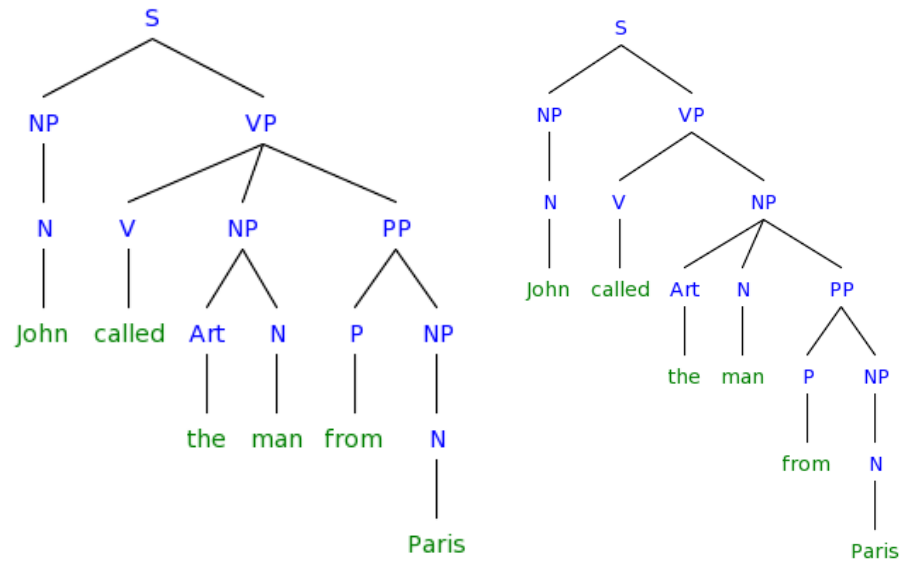 S
NP VP
N V NP PP
John called Art N P NP
the man from N
Paris
S
NP VP
N V NP
John called Art N PP
the man P NP
from N
Paris